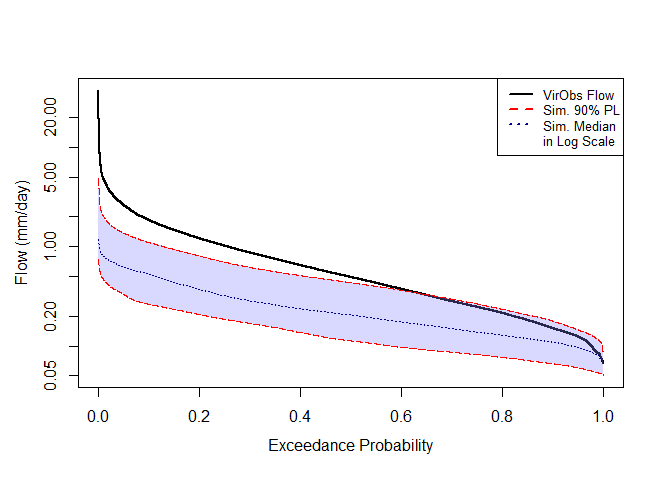 VirObs Flow
Sim. 90% PL
Sim. Median
in Log Scale
Flow (mm/day)
20.00
5.00
1.00
0.20
0.05
0.0 0.2 0.4 0.6 0.8 1.0
Exceedance Probability